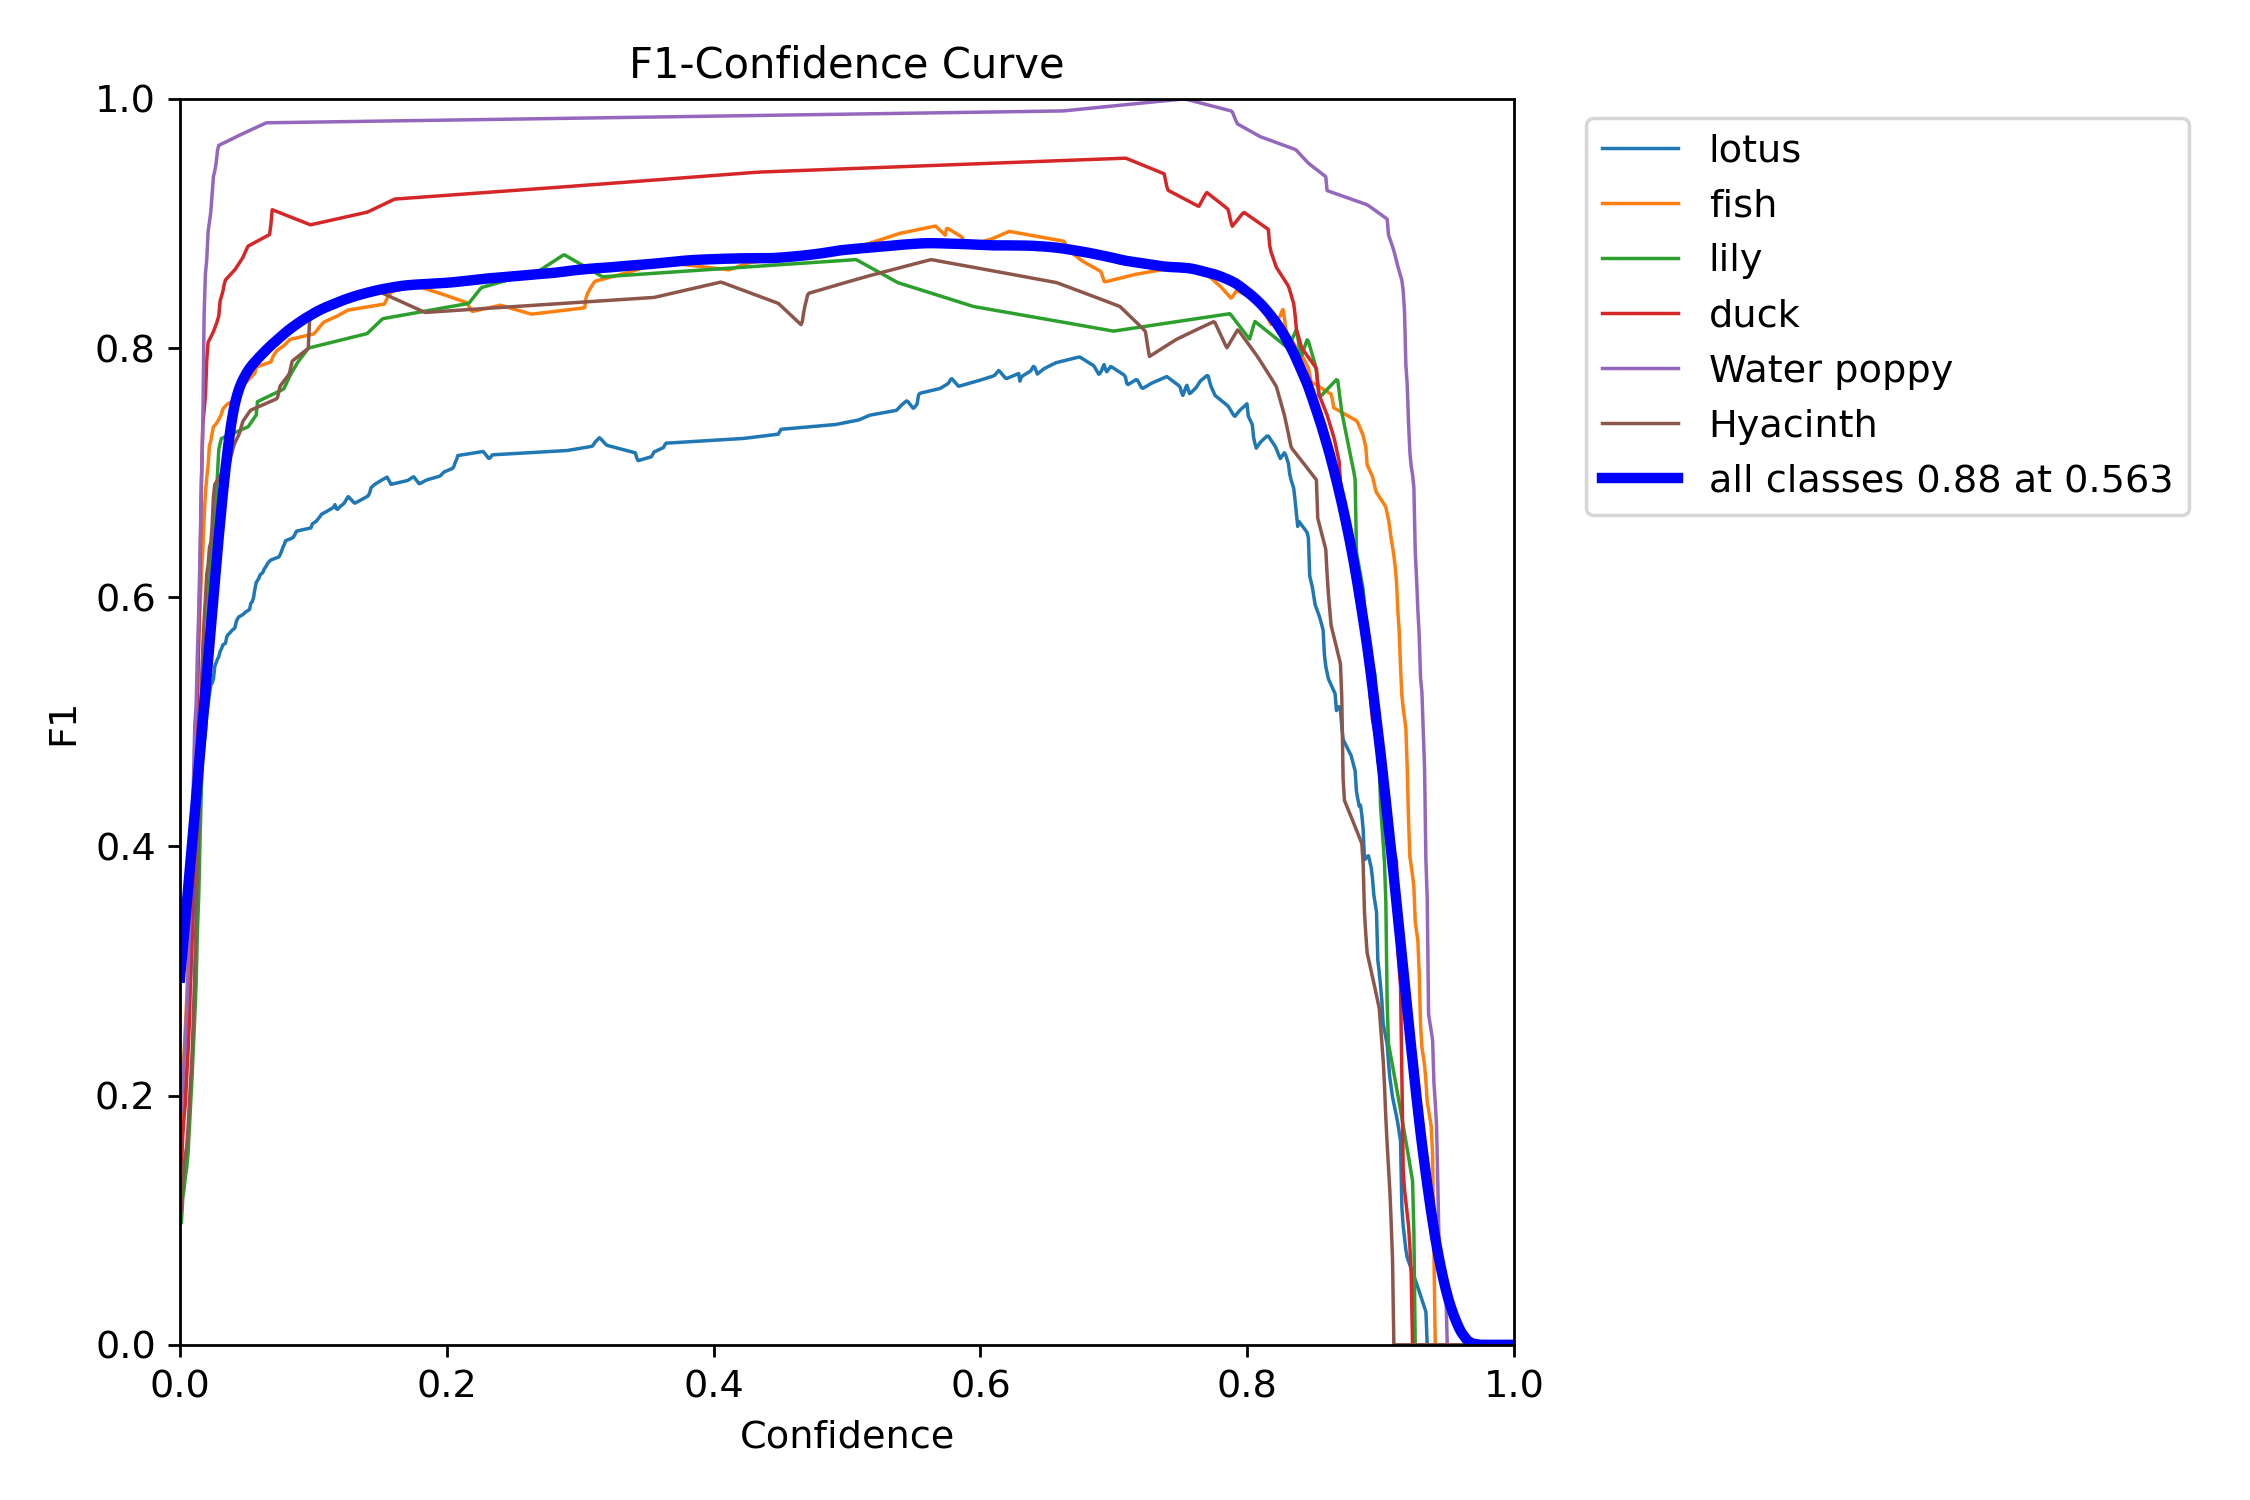 F1-Confidence Curve
1.0
0.8
0.6
0.4
0.2
0.0
F1
0.0 0.2 0.4 0.6 0.8 1.0
Confidence
lotus
fish
lily
duck
Water poppy
Hyacinth
all classes 0.88 at 0.563